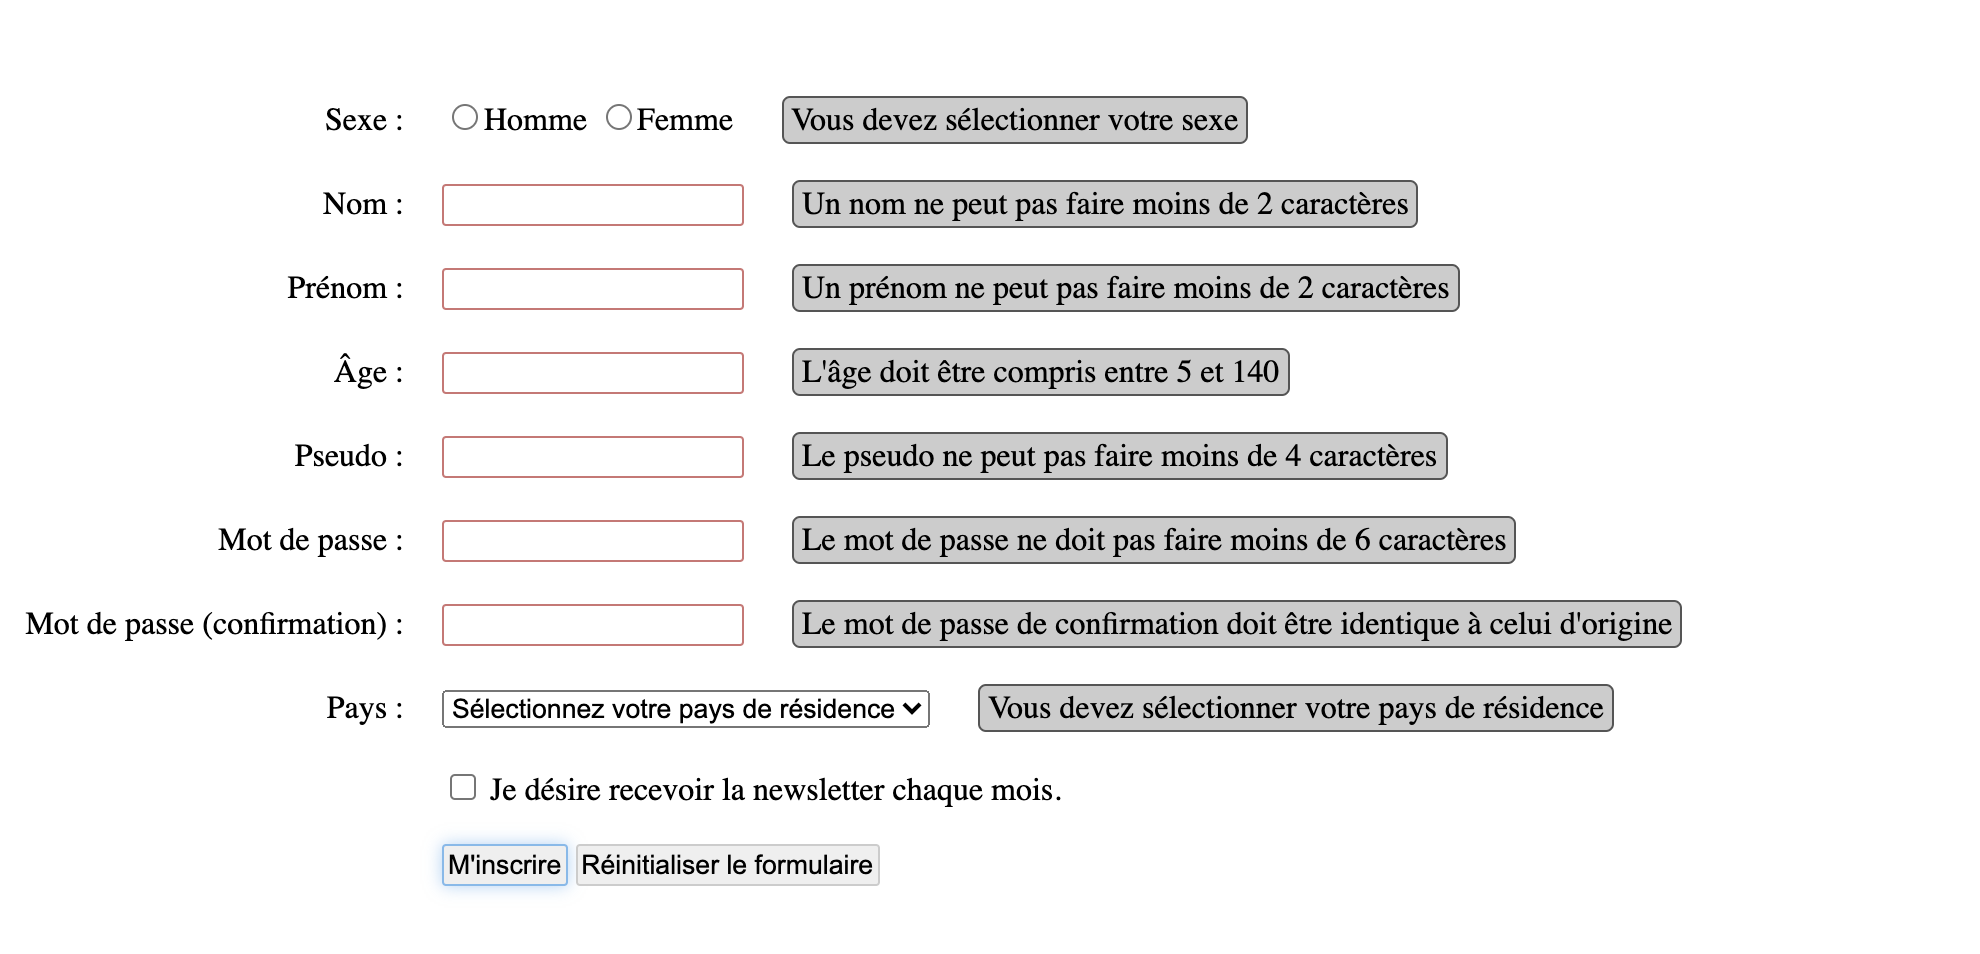 Sexe : Homme Femme Vous devez sélectionner votre sexe
Nom : Un nom ne peut pas faire moins de 2 caractères
Prénom : Un prénom ne peut pas faire moins de 2 caractères
Âge : L'âge doit être compris entre 5 et 140
Pseudo : Le pseudo ne peut pas faire moins de 4 caractères
Mot de passe : Le mot de passe ne doit pas faire moins de 6 caractères
Mot de passe (confirmation) : Le mot de passe de confirmation doit être identique à celui d'origine
Pays : Sélectionnez votre pays de résidence Vous devez sélectionner votre pays de résidence
Je désire recevoir la newsletter chaque mois.
M'inscrire Réinitialiser le formulaire